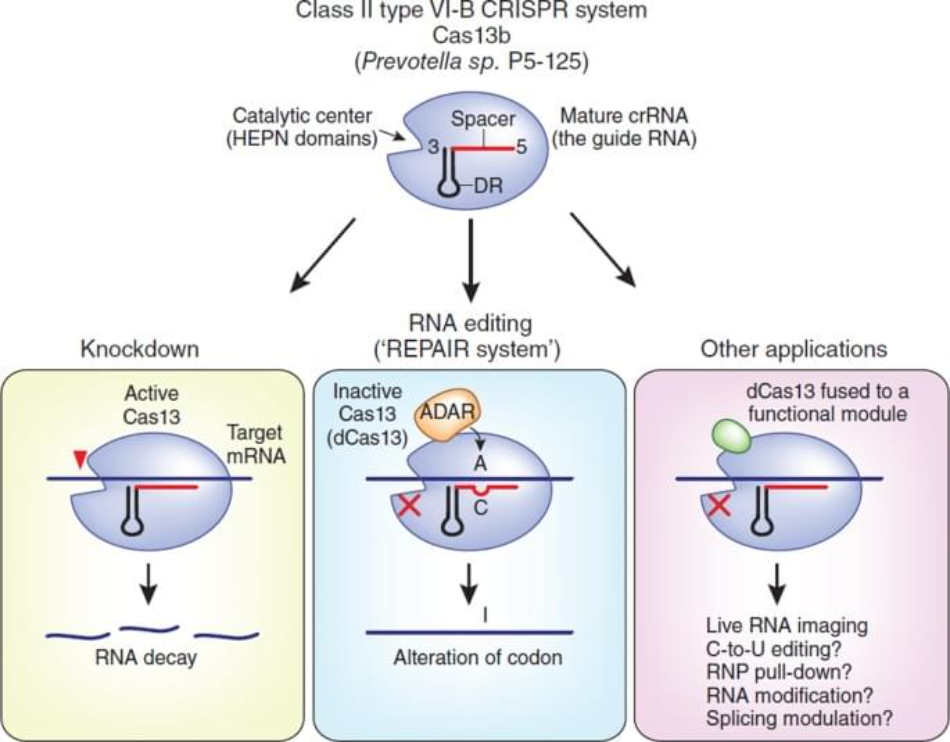 Class II type VI-B CRISPR system
Cas13b
(Prevotella sp. P5-125)
Catalytic center
(HEPN domains)
Spacer
Mature crRNA
(the guide RNA)
3
5
DR
Knockdown
RNA editing
(‘REPAIR system’)
Other applications
Active
Cas13
Target
mRNA
RNA decay
Inactive
Cas13
(dCas13)
ADAR
A
C
I
Alteration of codon
dCas13 fused to a
functional module
Live RNA imaging
C-to-U editing?
RNP pull-down?
RNA modification?
Splicing modulation?